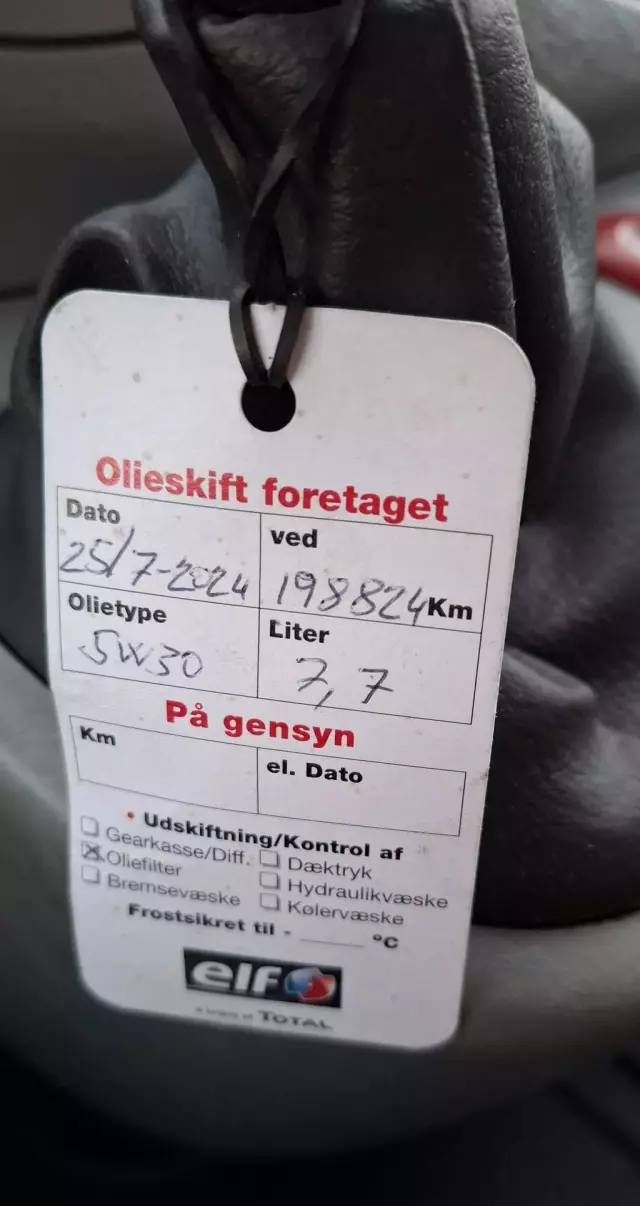 Olieskift foretaget
Dato
ved
25/7-2024
198824 Km
Olietype
Liter
5W30
7,7
På gensyn
Km
el. Dato
• Udskiftning/Kontrol af
Gearkasse/Diff.
Dæktryk
Oliefilter
Hydraulikvæske
Bremsevæske
Kølervæske
Frostsikret til - ______ °C
elf
TOTAL